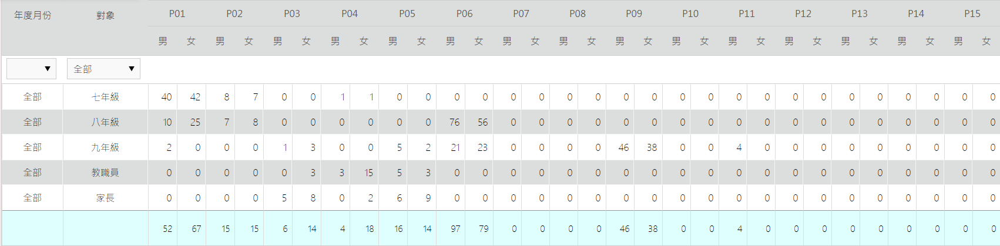 年度月份 對象 P01 P02 P03 P04 P05 P06 P07 P08 P09 P10 P11 P12 P13 P14 P15
男 女 男 女 男 女 男 女 男 女 男 女 男 女 男 女 男 女 男 女 男 女 男 女 男 女 男 女 男 女
全部
全部 七年級 40 42 8 7 0 0 1 1 0 0 0 0 0 0 0 0 0 0 0 0 0 0 0 0 0 0 0 0 0 0
全部 八年級 10 25 7 8 0 0 0 0 0 0 76 56 0 0 0 0 0 0 0 0 0 0 0 0 0 0 0 0 0 0
全部 九年級 2 0 0 0 1 3 0 0 5 2 21 23 0 0 0 0 46 38 0 0 4 0 0 0 0 0 0 0 0 0
全部 教職員 0 0 0 0 0 3 3 15 5 3 0 0 0 0 0 0 0 0 0 0 0 0 0 0 0 0 0 0 0 0
全部 家長 0 0 0 0 5 8 0 2 6 9 0 0 0 0 0 0 0 0 0 0 0 0 0 0 0 0 0 0 0 0
52 67 15 15 6 14 4 18 16 14 97 79 0 0 0 0 46 38 0 0 4 0 0 0 0 0 0 0 0 0